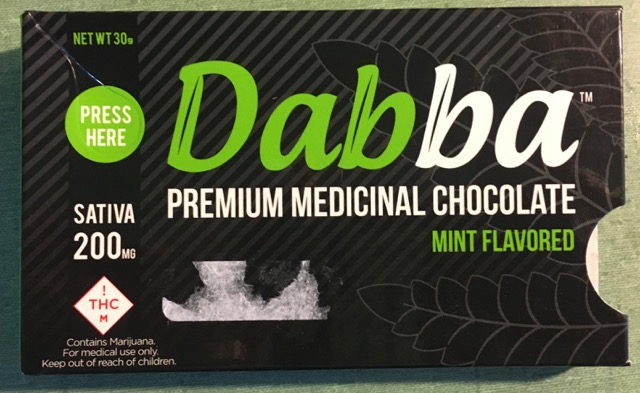 NET WT 30g
PRESS
HERE
Dabba™
PREMIUM MEDICINAL CHOCOLATE
MINT FLAVORED
SATIVA
200MG
!
THC
M
Contains Marijuana.
For medical use only.
Keep out of reach of children.